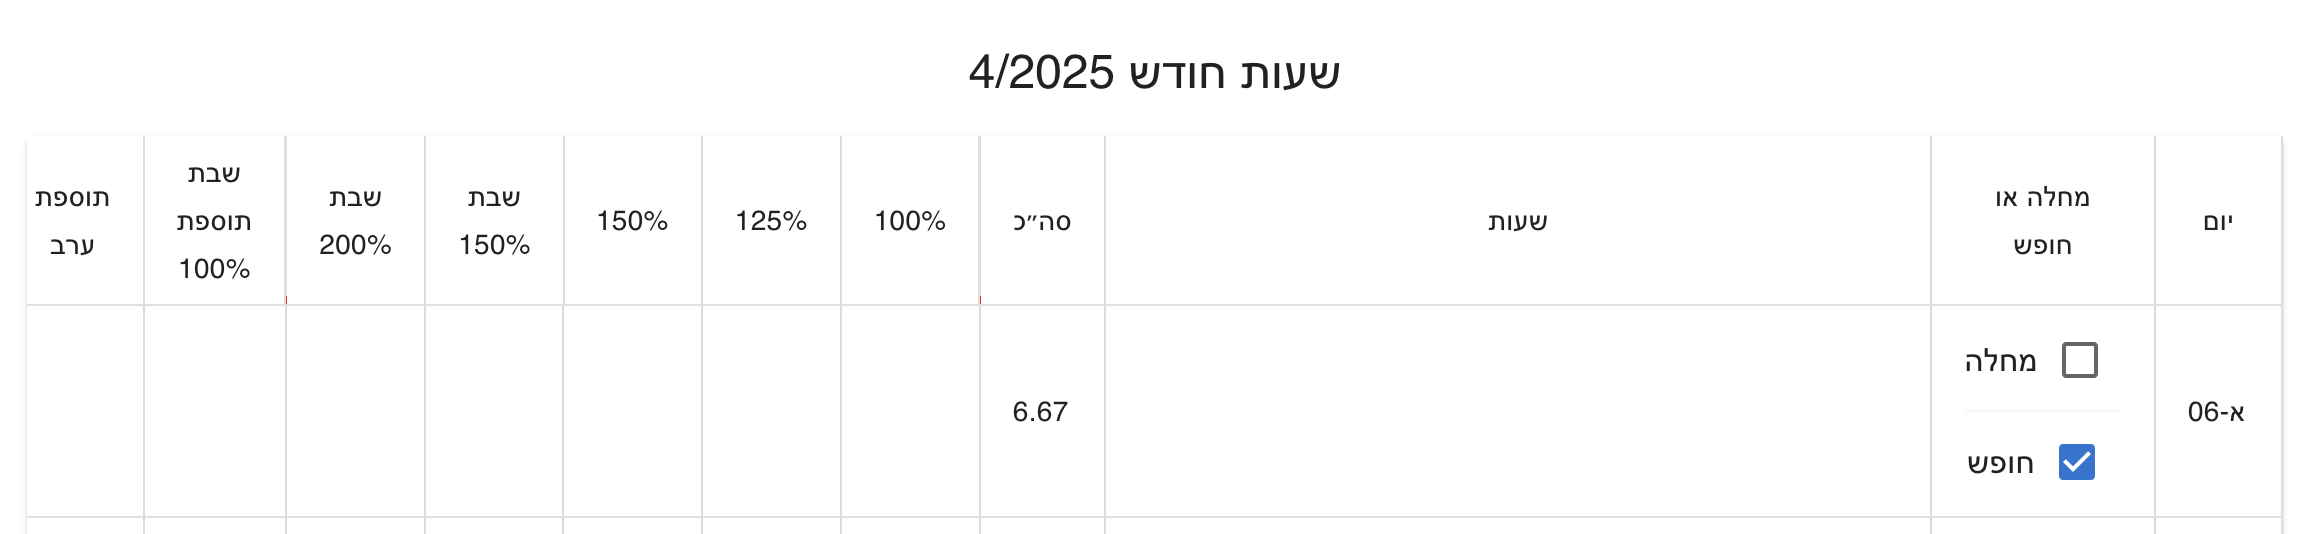 שעות חודש 4/2025
יום
מחלה או
חופש
שעות
סה״כ
100%
125%
150%
שבת
150%
שבת
200%
שבת
תוספת
100%
תוספת
ערב
א-06
מחלה
חופש
6.67